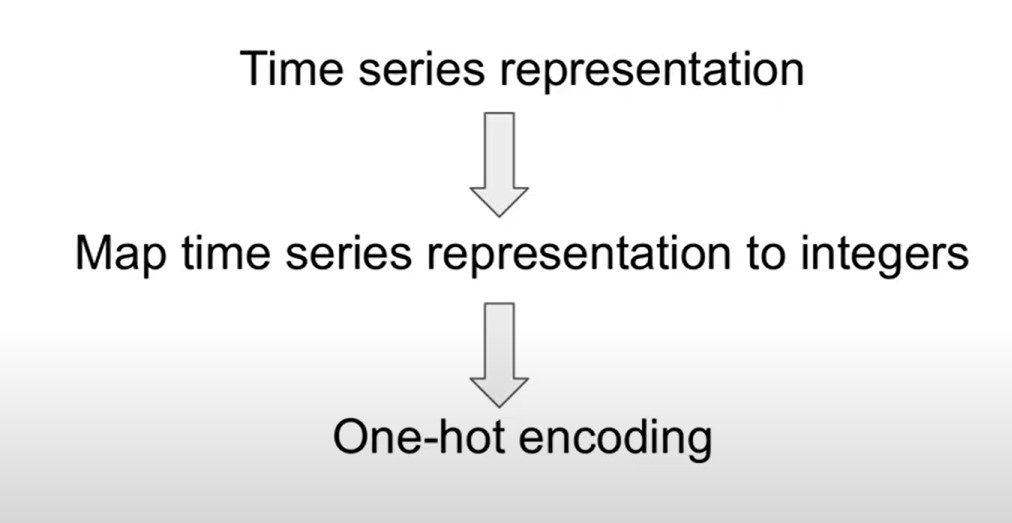 Time series representation
Map time series representation to integers
One-hot encoding